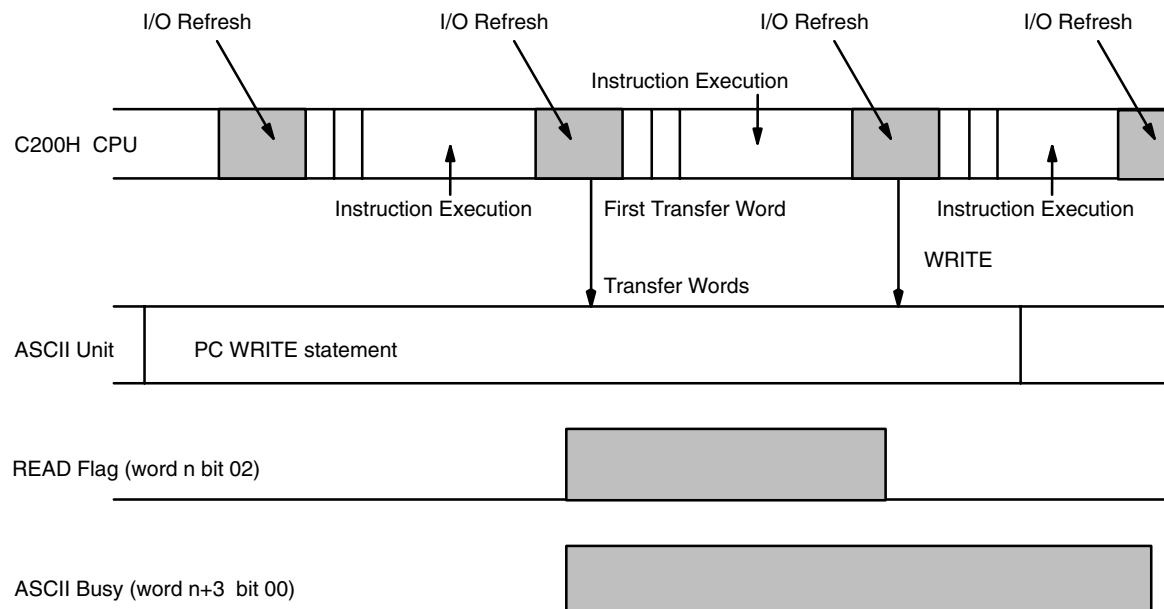 I/O Refresh
I/O Refresh
I/O Refresh
I/O Refresh
Instruction Execution
C200H CPU
Instruction Execution
First Transfer Word
Instruction Execution
WRITE
Transfer Words
ASCII Unit
PC WRITE statement
READ Flag (word n bit 02)
ASCII Busy (word n+3 bit 00)